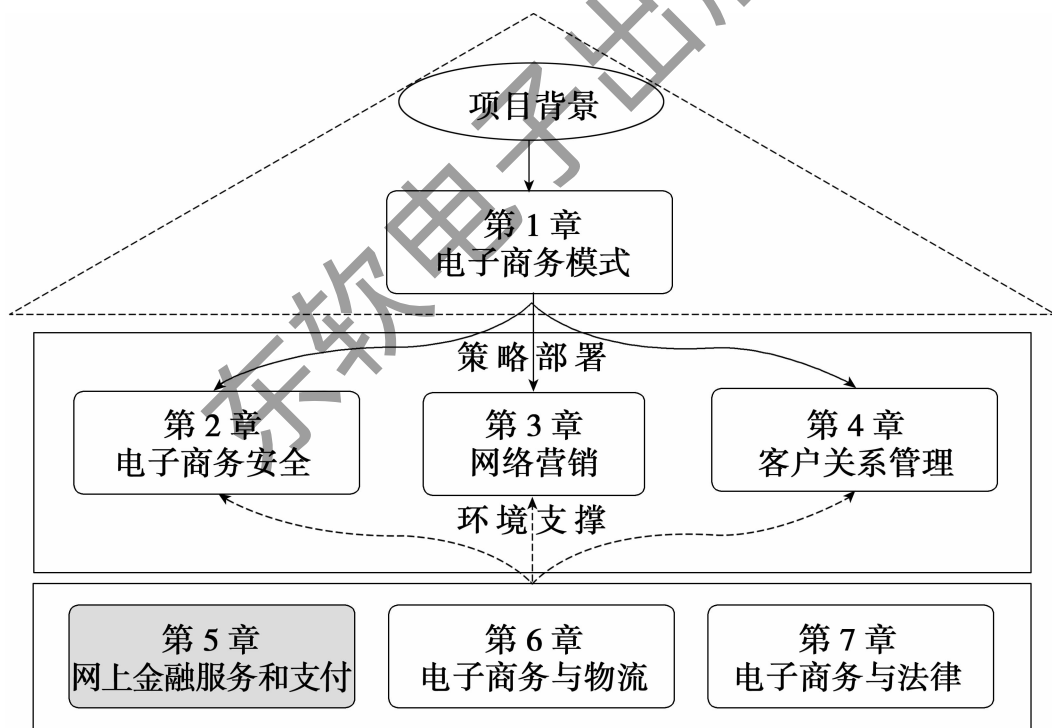 项目背景
第 1 章
电子商务模式
策略部署
第 2 章
电子商务安全
第 3 章
网络营销
第 4 章
客户关系管理
环境支撑
第 5 章
网上金融服务和支付
第 6 章
电子商务与物流
第 7 章
电子商务与法律
东软电子出